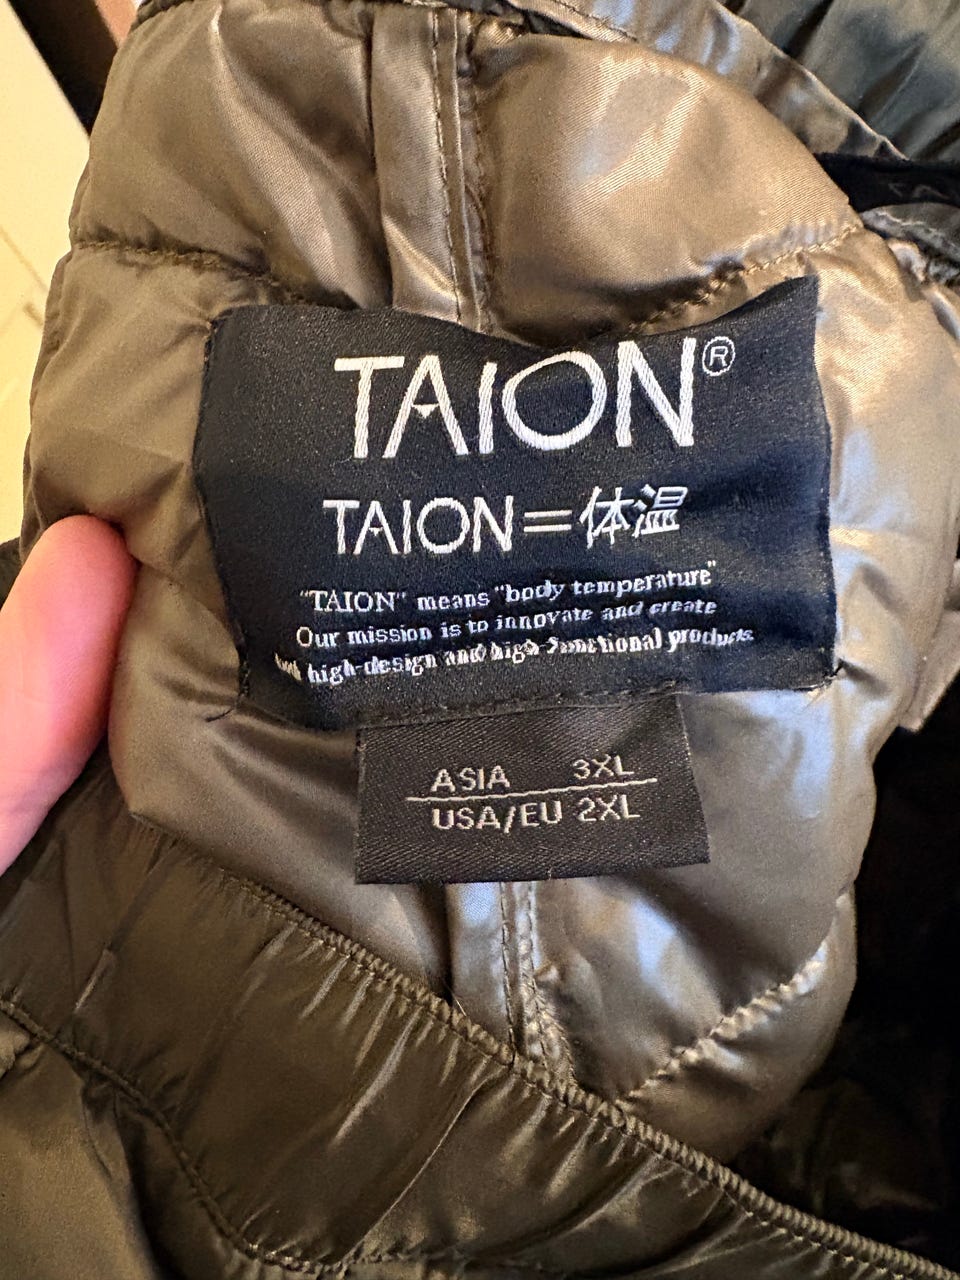 TAION®
TAION=体温
"TAION" means "body temperature"
Our mission is to innovate and create
high-design and high-functional products
ASIA 3XL
USA/EU 2XL